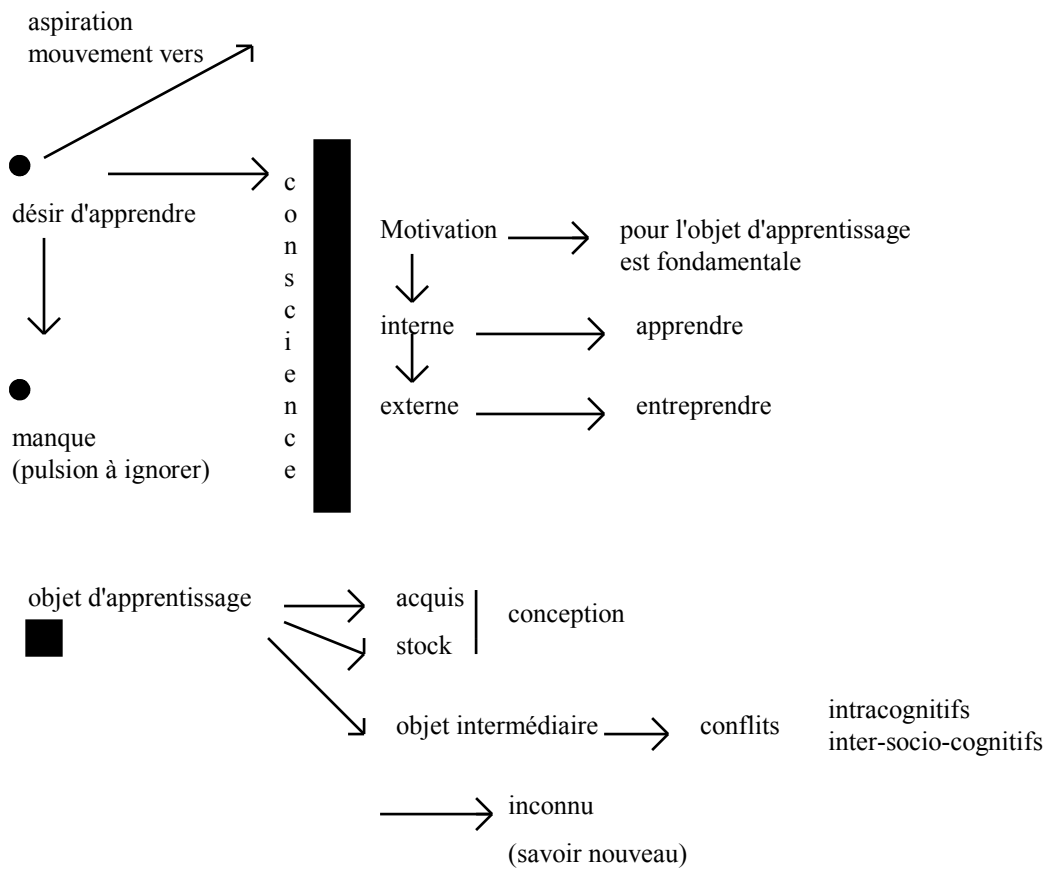 aspiration
mouvement vers
désir d'apprendre
manque
(pulsion à ignorer)
conscience
Motivation
pour l'objet d'apprentissage
est fondamentale
interne
apprendre
externe
entreprendre
objet d'apprentissage
acquis
stock
conception
objet intermédiaire
conflits
intracognitifs
inter-socio-cognitifs
inconnu
(savoir nouveau)